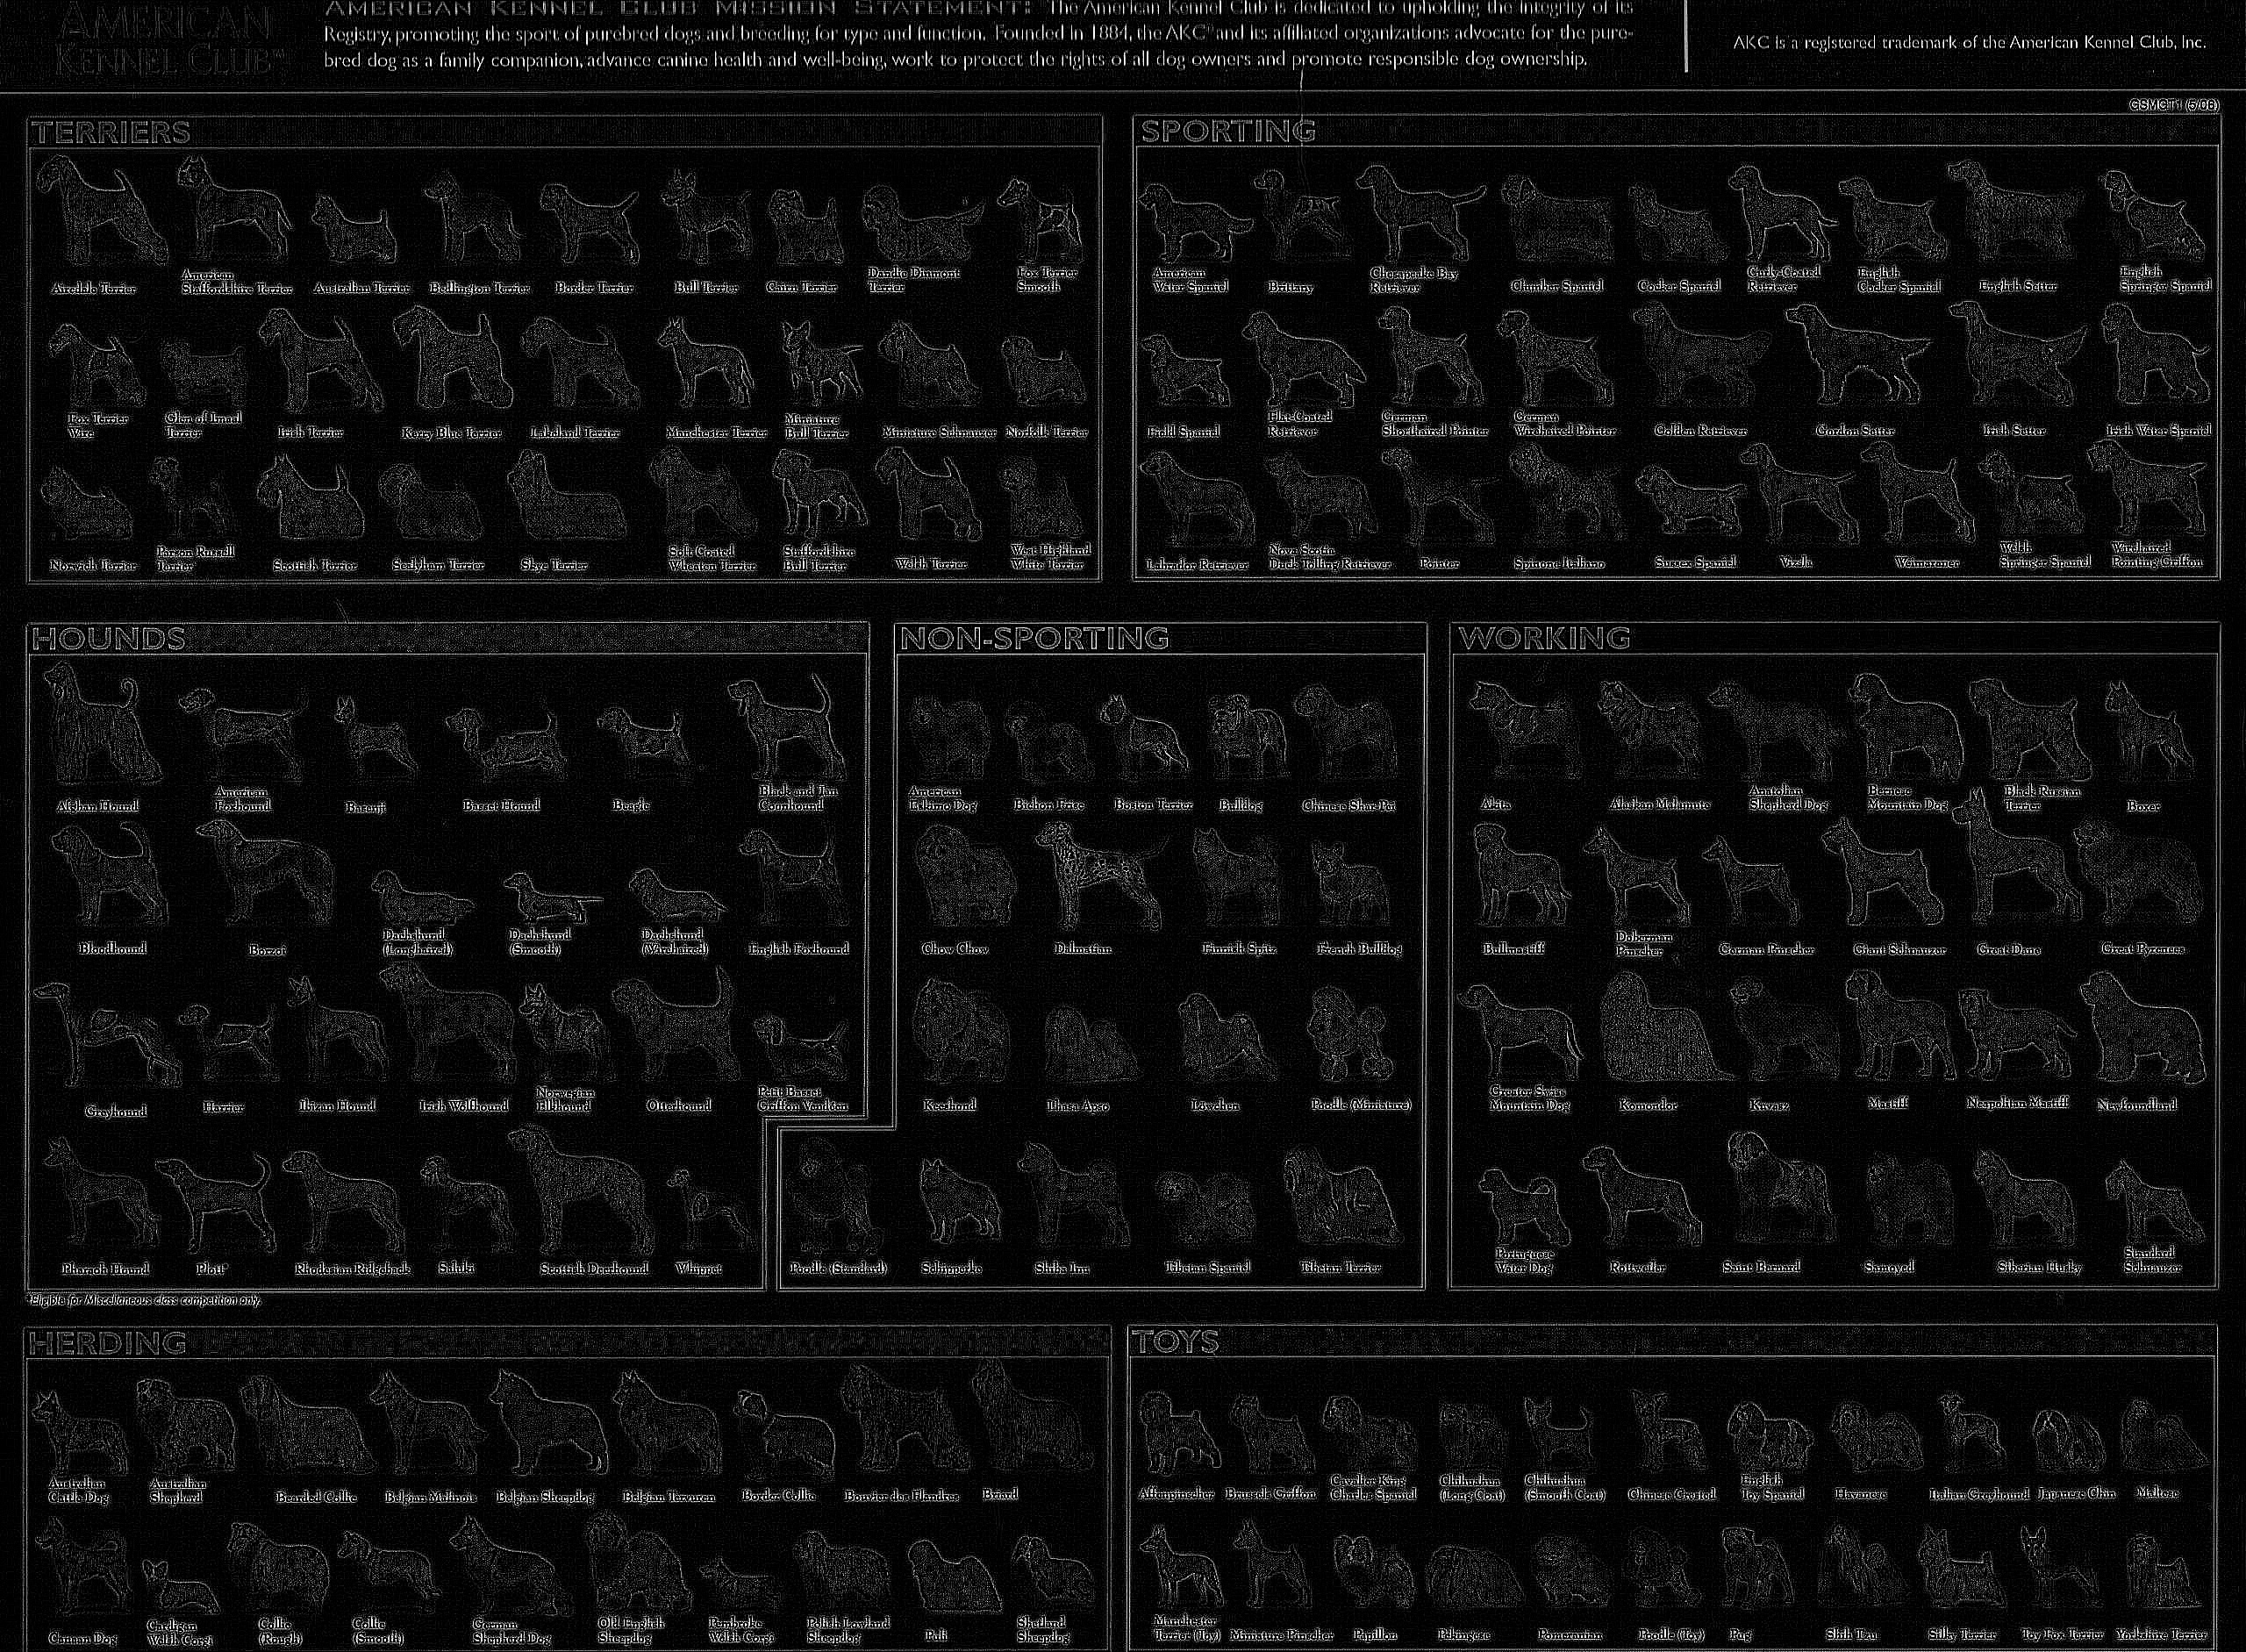 AMERICAN
KENNEL CLUB
AMERICAN KENNEL CLUB MISSION STATEMENT: The American Kennel Club is dedicated to upholding the integrity of its
Registry, promoting the sport of purebred dogs and breeding for type and function. Founded in 1884, the AKC® and its affiliated organizations advocate for the pure-
bred dog as a family companion, advance canine health and well-being, work to protect the rights of all dog owners and promote responsible dog ownership.
AKC is a registered trademark of the American Kennel Club, Inc.
GSMGT1 (5/06)
TERRIERS
Airedale Terrier
American
Staffordshire Terrier
Australian Terrier
Bedlington Terrier
Border Terrier
Bull Terrier
Cairn Terrier
Dandie Dinmont
Terrier
Fox Terrier
Smooth
Fox Terrier
Wire
Glen of Imaal
Terrier
Irish Terrier
Kerry Blue Terrier
Lakeland Terrier
Manchester Terrier
Miniature
Bull Terrier
Miniature Schnauzer
Norfolk Terrier
Norwich Terrier
Parson Russell
Terrier
Scottish Terrier
Sealyham Terrier
Skye Terrier
Soft Coated
Wheaten Terrier
Staffordshire
Bull Terrier
Welsh Terrier
West Highland
White Terrier
SPORTING
American
Water Spaniel
Brittany
Chesapeake Bay
Retriever
Clumber Spaniel
Cocker Spaniel
Curly-Coated
Retriever
English
Cocker Spaniel
English Setter
English
Springer Spaniel
Field Spaniel
Flat-Coated
Retriever
German
Shorthaired Pointer
German
Wirehaired Pointer
Golden Retriever
Gordon Setter
Irish Setter
Irish Water Spaniel
Labrador Retriever
Nova Scotia
Duck Tolling Retriever
Pointer
Spinone Italiano
Sussex Spaniel
Vizsla
Weimaraner
Welsh
Springer Spaniel
Wirehaired
Pointing Griffon
HOUNDS
Afghan Hound
American
Foxhound
Basenji
Basset Hound
Beagle
Black and Tan
Coonhound
Bloodhound
Borzoi
Dachshund
(Longhaired)
Dachshund
(Smooth)
Dachshund
(Wirehaired)
English Foxhound
Greyhound
Harrier
Ibizan Hound
Irish Wolfhound
Norwegian
Elkhound
Otterhound
Petit Basset
Griffon Vendéen
Pharaoh Hound
Plott*
Rhodesian Ridgeback
Saluki
Scottish Deerhound
Whippet
*Eligible for Miscellaneous class competition only.
NON-SPORTING
American
Eskimo Dog
Bichon Frise
Boston Terrier
Bulldog
Chinese Shar-Pei
Chow Chow
Dalmatian
Finnish Spitz
French Bulldog
Keeshond
Lhasa Apso
Löwchen
Poodle (Miniature)
Poodle (Standard)
Schipperke
Shiba Inu
Tibetan Spaniel
Tibetan Terrier
WORKING
Akita
Alaskan Malamute
Anatolian
Shepherd Dog
Bernese
Mountain Dog
Black Russian
Terrier
Boxer
Bullmastiff
Doberman
Pinscher
German Pinscher
Giant Schnauzer
Great Dane
Great Pyrenees
Greater Swiss
Mountain Dog
Komondor
Kuvasz
Mastiff
Neapolitan Mastiff
Newfoundland
Portuguese
Water Dog
Rottweiler
Saint Bernard
Samoyed
Siberian Husky
Standard
Schnauzer
HERDING
Australian
Cattle Dog
Australian
Shepherd
Bearded Collie
Belgian Malinois
Belgian Sheepdog
Belgian Tervuren
Border Collie
Bouvier des Flandres
Briard
Canaan Dog
Cardigan
Welsh Corgi
Collie
(Rough)
Collie
(Smooth)
German
Shepherd Dog
Old English
Sheepdog
Pembroke
Welsh Corgi
Polish Lowland
Sheepdog
Puli
Shetland
Sheepdog
TOYS
Affenpinscher
Brussels Griffon
Cavalier King
Charles Spaniel
Chihuahua
(Long Coat)
Chihuahua
(Smooth Coat)
Chinese Crested
English
Toy Spaniel
Havanese
Italian Greyhound
Japanese Chin
Maltese
Manchester
Terrier (Toy)
Miniature Pinscher
Papillon
Pekingese
Pomeranian
Poodle (Toy)
Pug
Shih Tzu
Silky Terrier
Toy Fox Terrier
Yorkshire Terrier